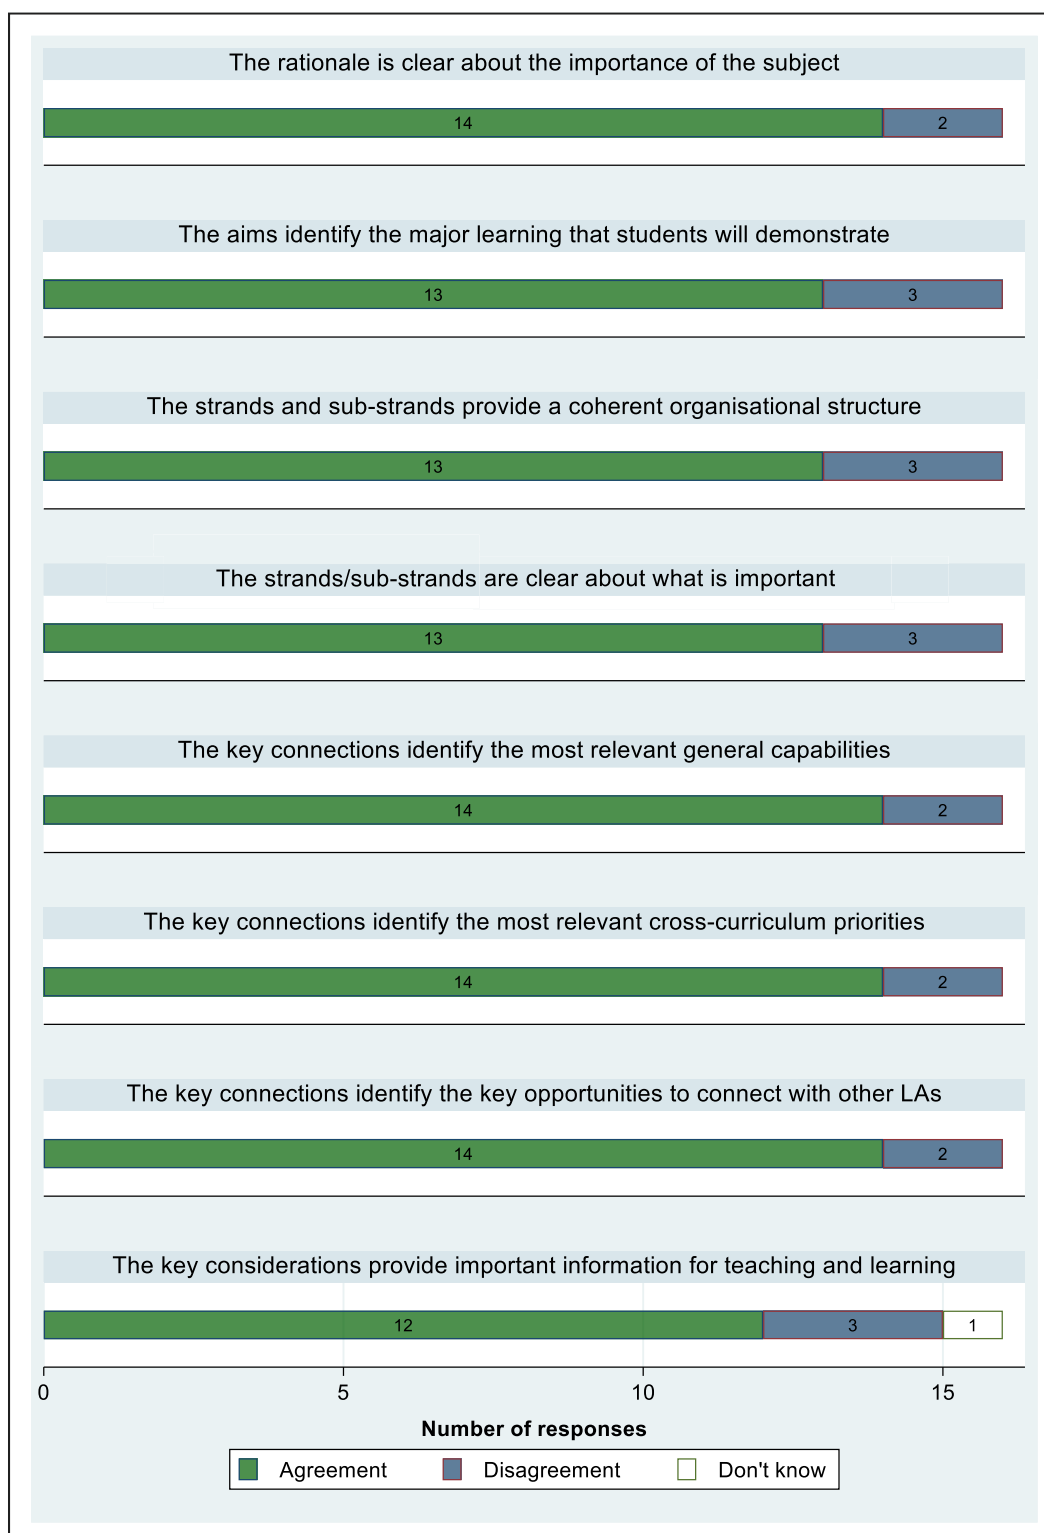 The rationale is clear about the importance of the subject
14 2
The aims identify the major learning that students will demonstrate
13 3
The strands and sub-strands provide a coherent organisational structure
13 3
The strands/sub-strands are clear about what is important
13 3
The key connections identify the most relevant general capabilities
14 2
The key connections identify the most relevant cross-curriculum priorities
14 2
The key connections identify the key opportunities to connect with other LAs
14 2
The key considerations provide important information for teaching and learning
12 3 1
0 5 10 15
Number of responses
Agreement Disagreement Don't know